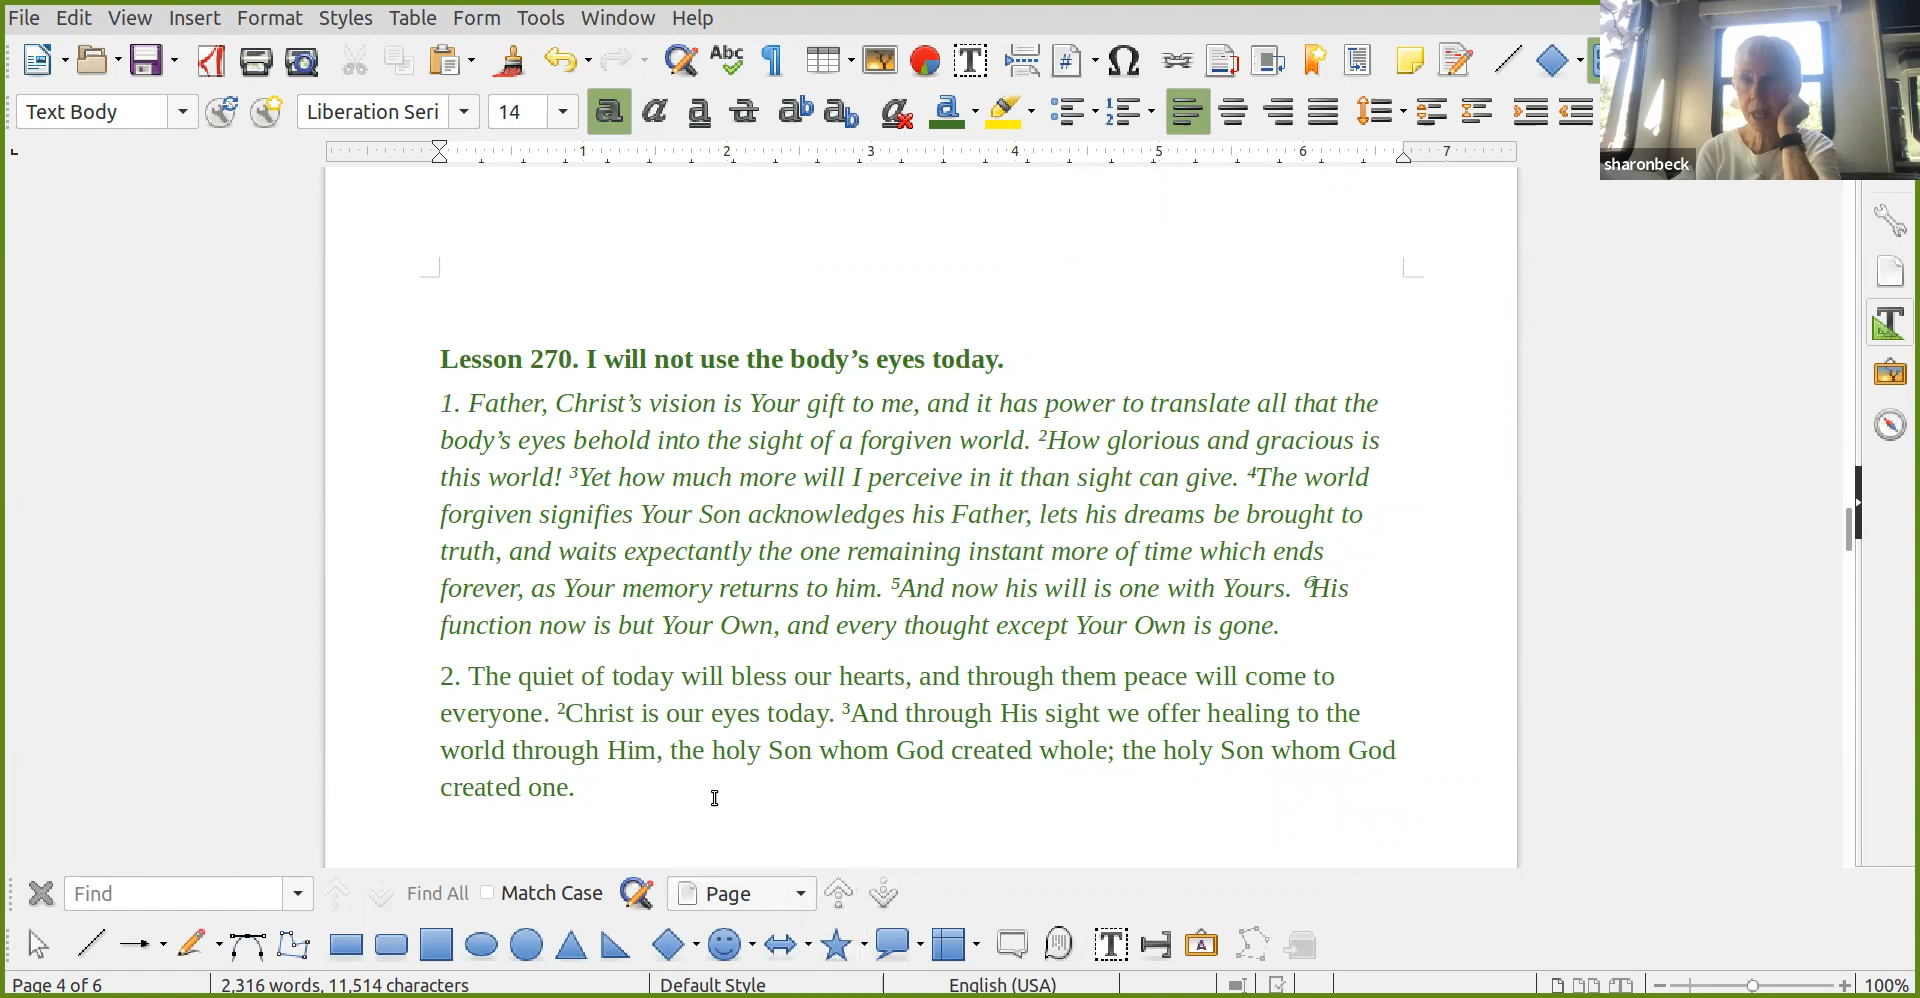 File Edit View Insert Format Styles Table Form Tools Window Help
sharonbeck
Text Body Liberation Seri 14
1 2 3 4 5 6 7
Lesson 270. I will not use the body’s eyes today.
1. Father, Christ’s vision is Your gift to me, and it has power to translate all that the
body’s eyes behold into the sight of a forgiven world. ²How glorious and gracious is
this world! ³Yet how much more will I perceive in it than sight can give. ⁴The world
forgiven signifies Your Son acknowledges his Father, lets his dreams be brought to
truth, and waits expectantly the one remaining instant more of time which ends
forever, as Your memory returns to him. ⁵And now his will is one with Yours. ⁶His
function now is but Your Own, and every thought except Your Own is gone.
2. The quiet of today will bless our hearts, and through them peace will come to
everyone. ²Christ is our eyes today. ³And through His sight we offer healing to the
world through Him, the holy Son whom God created whole; the holy Son whom God
created one.
Find Find All Match Case Page
Page 4 of 6 2,316 words, 11,514 characters Default Style English (USA) 100%